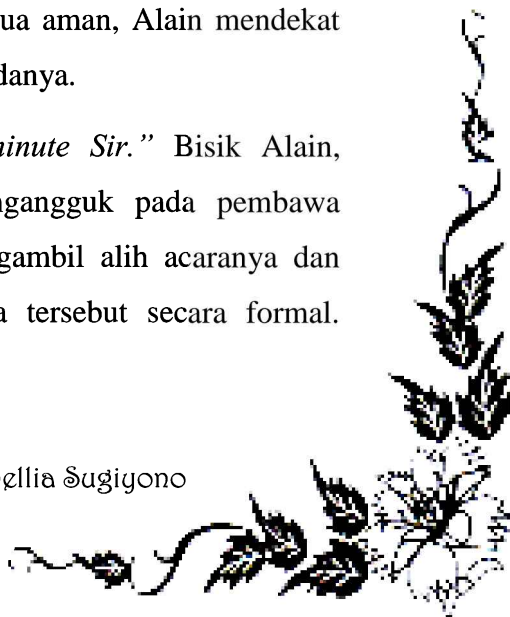 ua aman, Alain mendekat
danya.
inute Sir.” Bisik Alain,
ngangguk pada pembawa
gambil alih acaranya dan
a tersebut secara formal.
ellia Sugiyono